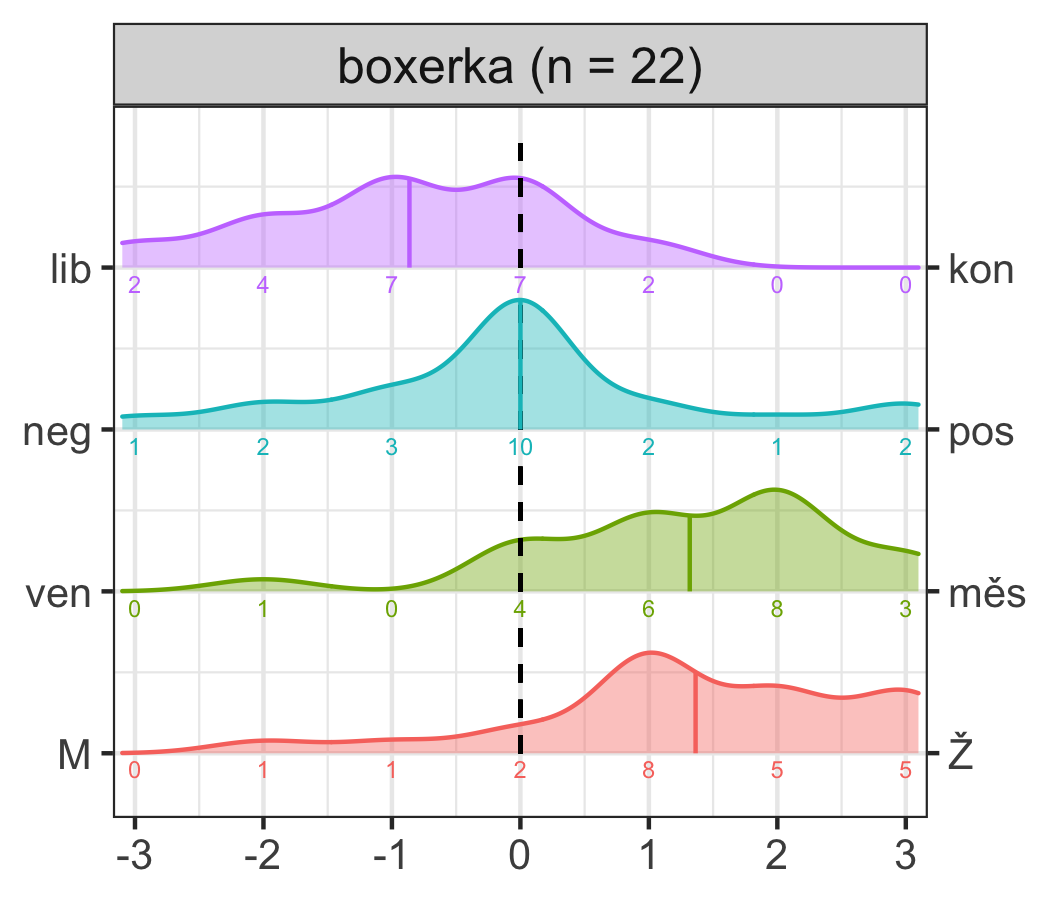 boxerka (n = 22)
lib kon
2 4 7 7 2 0 0
neg pos
1 2 3 10 2 1 2
ven měs
0 1 0 4 6 8 3
M Ž
0 1 1 2 8 5 5
-3 -2 -1 0 1 2 3